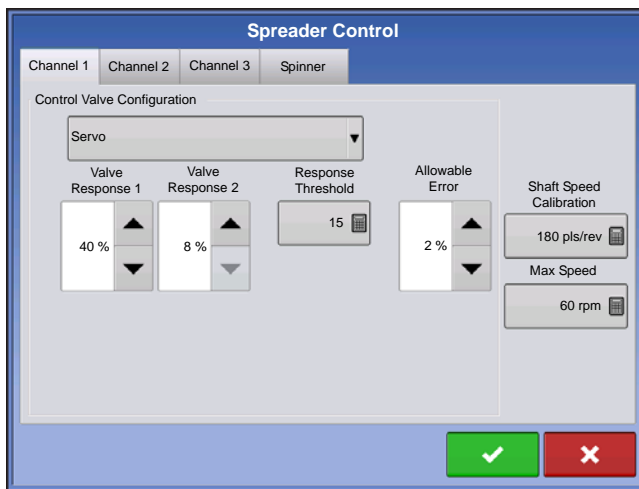 Spreader Control
Channel 1
Channel 2
Channel 3
Spinner
Control Valve Configuration
Servo
Valve
Response 1
Valve
Response 2
Response
Threshold
Allowable
Error
40 %
8 %
15
2 %
Shaft Speed
Calibration
180 pls/rev
Max Speed
60 rpm